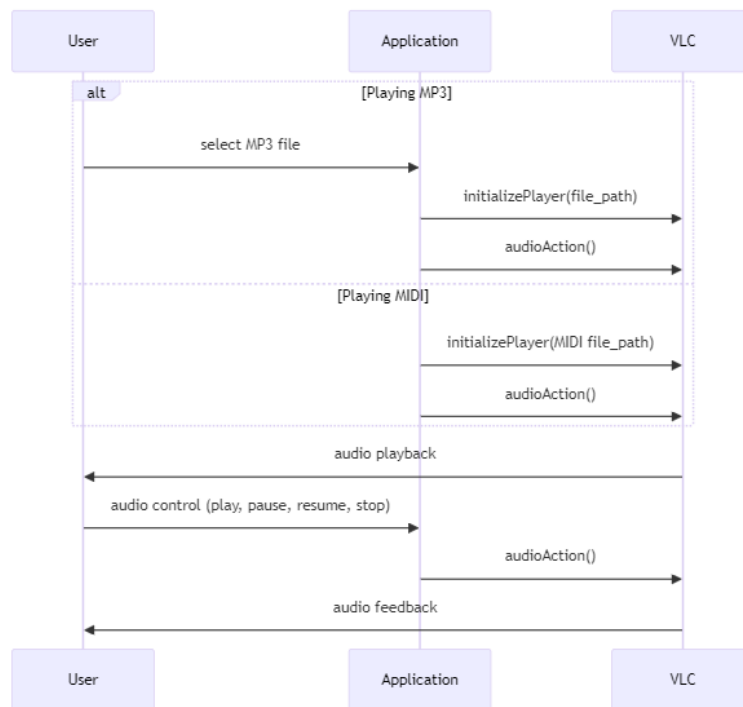 User Application VLC
alt [Playing MP3]
select MP3 file
initializePlayer(file_path)
audioAction()
[Playing MIDI]
initializePlayer(MIDI file_path)
audioAction()
audio playback
audio control (play, pause, resume, stop)
audioAction()
audio feedback
User Application VLC